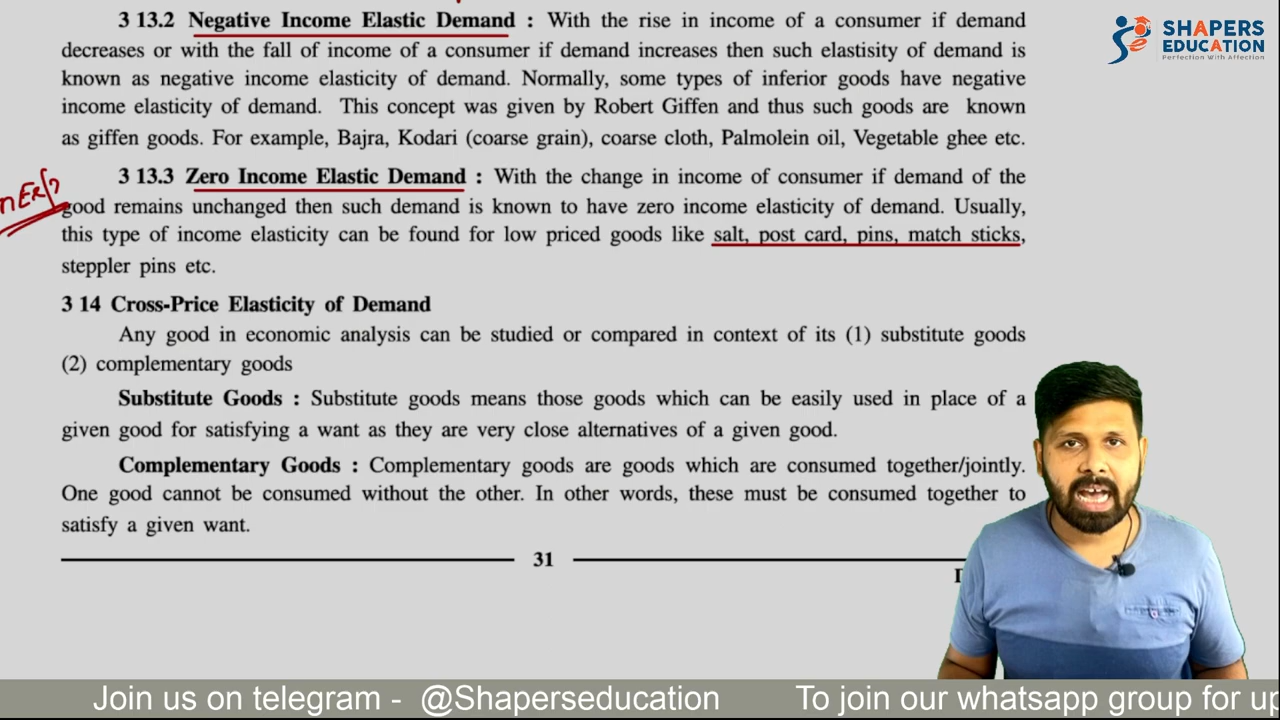 3 13.2 Negative Income Elastic Demand : With the rise in income of a consumer if demand
decreases or with the fall of income of a consumer if demand increases then such elastisity of demand is
known as negative income elasticity of demand. Normally, some types of inferior goods have negative
income elasticity of demand. This concept was given by Robert Giffen and thus such goods are known
as giffen goods. For example, Bajra, Kodari (coarse grain), coarse cloth, Palmolein oil, Vegetable ghee etc.
3 13.3 Zero Income Elastic Demand : With the change in income of consumer if demand of the
good remains unchanged then such demand is known to have zero income elasticity of demand. Usually,
this type of income elasticity can be found for low priced goods like salt, post card, pins, match sticks,
steppler pins etc.
3 14 Cross-Price Elasticity of Demand
Any good in economic analysis can be studied or compared in context of its (1) substitute goods
(2) complementary goods
Substitute Goods : Substitute goods means those goods which can be easily used in place of a
given good for satisfying a want as they are very close alternatives of a given good.
Complementary Goods : Complementary goods are goods which are consumed together/jointly.
One good cannot be consumed without the other. In other words, these must be consumed together to
satisfy a given want.
31
SHAPERS
EDUCATION
Perfection With Affection
Join us on telegram - @Shaperseducation To join our whatsapp group for up